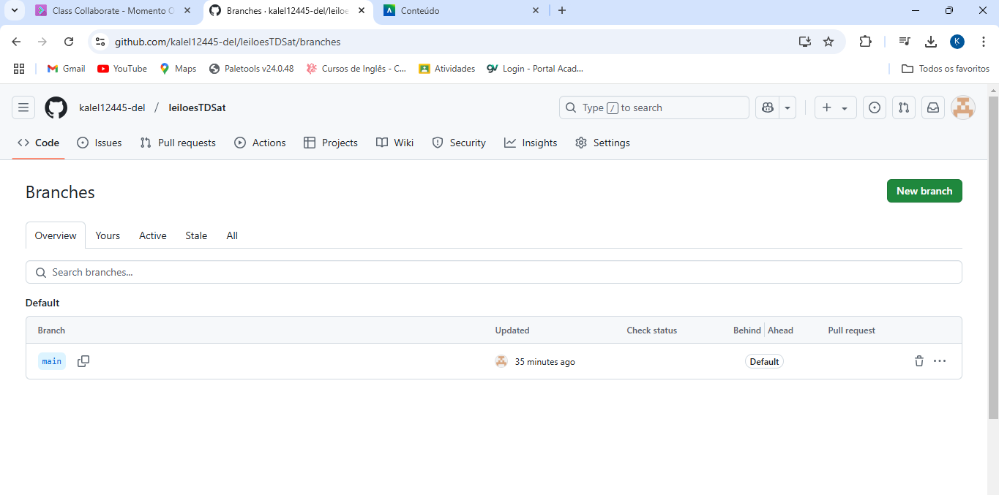 Class Collaborate - Momento O
Branches · kalel12445-del/leiloe
Conteúdo
github.com/kalel12445-del/leiloesTDSat/branches
K
Gmail
YouTube
Maps
Paletools v24.0.48
Cursos de Inglês - C...
Atividades
Login - Portal Acad...
Todos os favoritos
kalel12445-del / leiloesTDSat
Type / to search
Code
Issues
Pull requests
Actions
Projects
Wiki
Security
Insights
Settings
Branches
New branch
Overview
Yours
Active
Stale
All
Search branches...
Default
Branch
Updated
Check status
Behind
Ahead
Pull request
main
35 minutes ago
Default